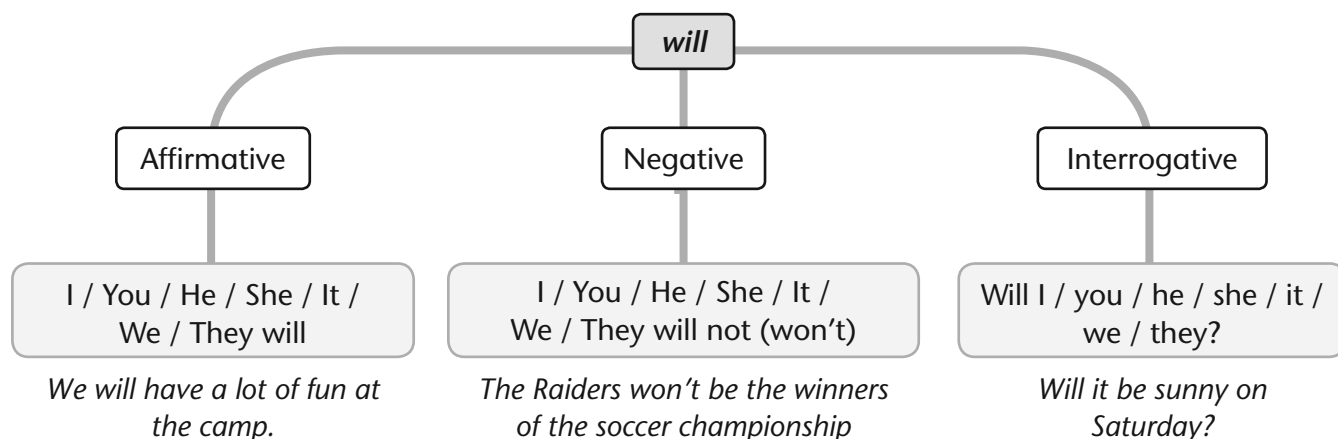 will
Affirmative
Negative
Interrogative
I / You / He / She / It /
We / They will
I / You / He / She / It /
We / They will not (won't)
Will I / you / he / she / it /
we / they?
We will have a lot of fun at
the camp.
The Raiders won't be the winners
of the soccer championship
Will it be sunny on
Saturday?